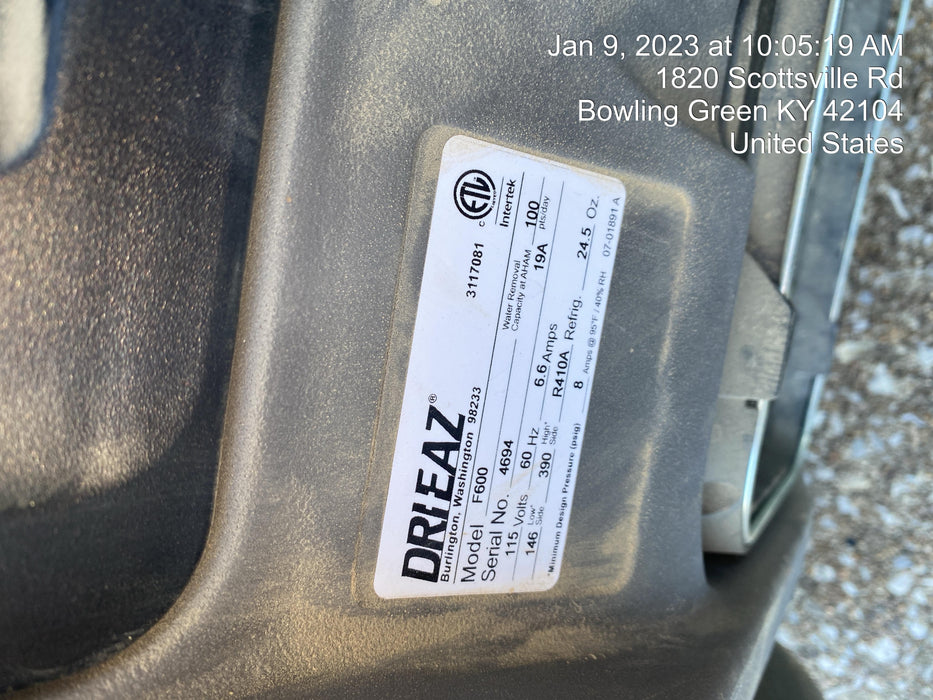 Jan 9, 2023 at 10:05:19 AM
1820 Scottsville Rd
Bowling Green KY 42104
United States
DRIEAZ®
Burlington, Washington 98233
3117081
C ETL
Intertek
Model F600
Serial No. 4694
Water Removal
Capacity at AHAM 100 pts/day
115 Volts 60 Hz 6.6 Amps 19A
146 Low* Side 390 High* Side R410A Refrig. 24.5 Oz.
8 Amps @ 95°F / 40% RH 07-01891 A
*Minimum Design Pressure (psig)